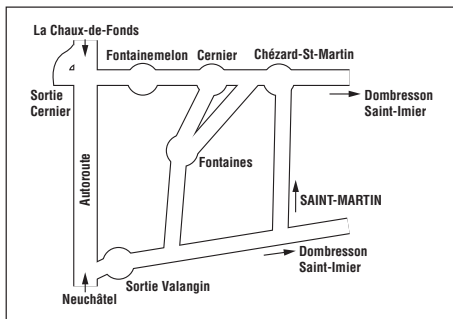 La Chaux-de-Fonds
Fontainemelon
Cernier
Chézard-St-Martin
Sortie
Cernier
Dombresson
Saint-Imier
Autoroute
Fontaines
SAINT-MARTIN
Dombresson
Saint-Imier
Sortie Valangin
Neuchâtel